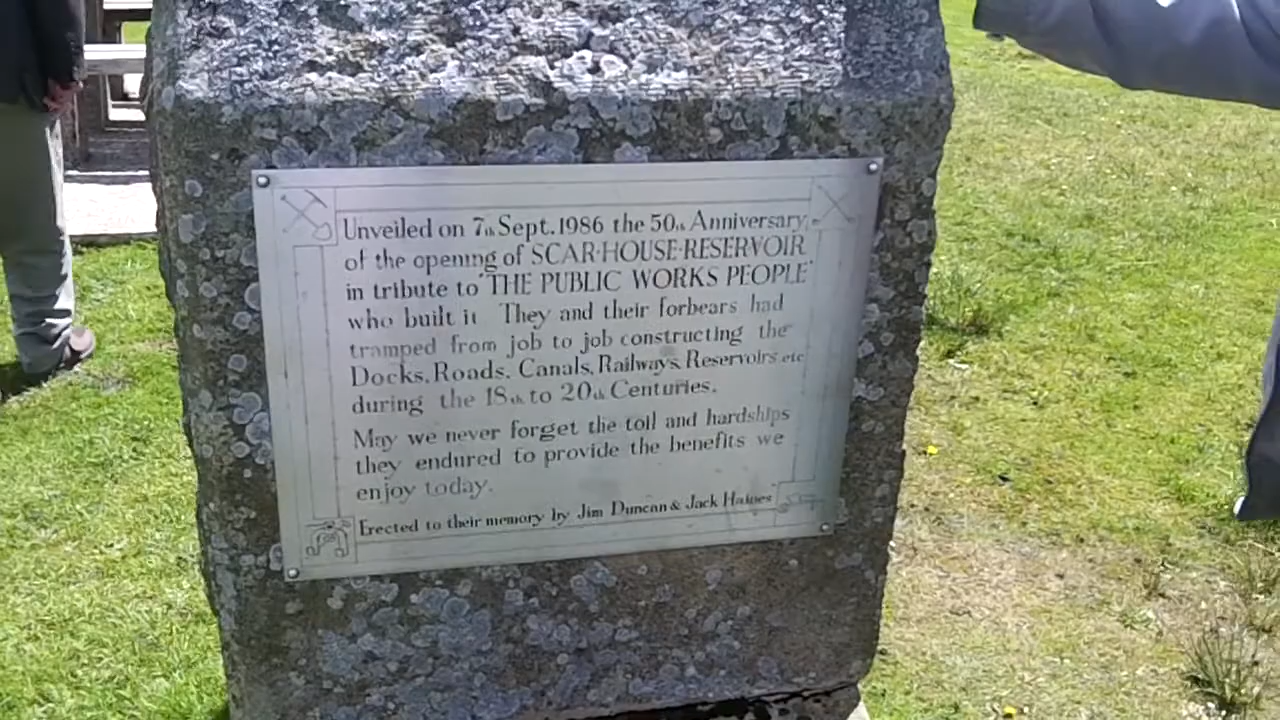 Unveiled on 7th Sept. 1986 the 50th Anniversary
of the opening of SCAR·HOUSE·RESERVOIR
in tribute to "THE PUBLIC WORKS PEOPLE"
who built it They and their forbears had
tramped from job to job constructing the
Docks, Roads, Canals, Railways, Reservoirs etc
during the 18th to 20th Centuries.
May we never forget the toil and hardships
they endured to provide the benefits we
enjoy today.
Erected to their memory by Jim Duncan & Jack Haines